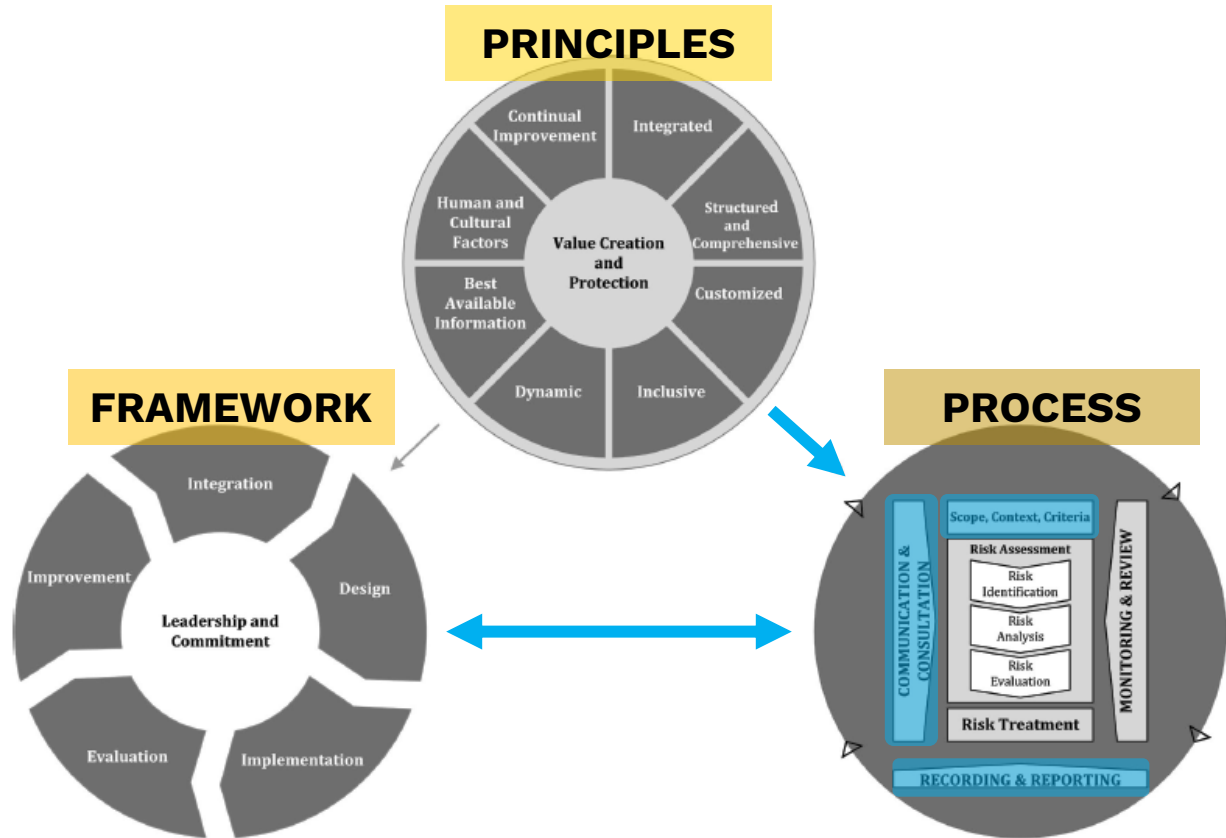 PRINCIPLES
Continual
Improvement
Integrated
Human and
Cultural
Factors
Structured
and
Comprehensive
Value Creation
and
Protection
Best
Available
Information
Customized
Dynamic
Inclusive
FRAMEWORK
Integration
Improvement
Design
Leadership and
Commitment
Evaluation
Implementation
PROCESS
Scope, Context, Criteria
COMMUNICATION &
CONSULTATION
Risk Assessment
Risk
Identification
Risk
Analysis
Risk
Evaluation
MONITORING & REVIEW
Risk Treatment
RECORDING & REPORTING